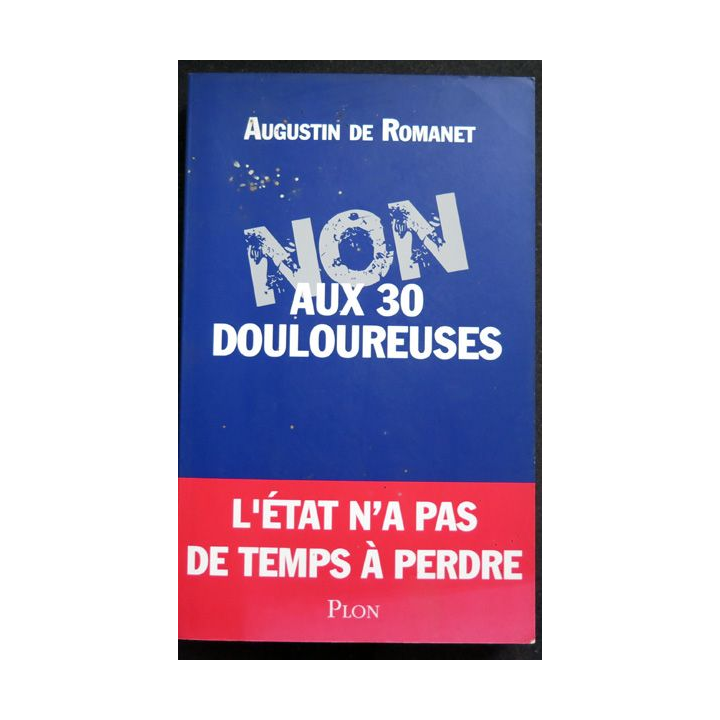 AUGUSTIN DE ROMANET
NON
AUX 30
DOULOUREUSES
L'ÉTAT N'A PAS
DE TEMPS À PERDRE
PLON